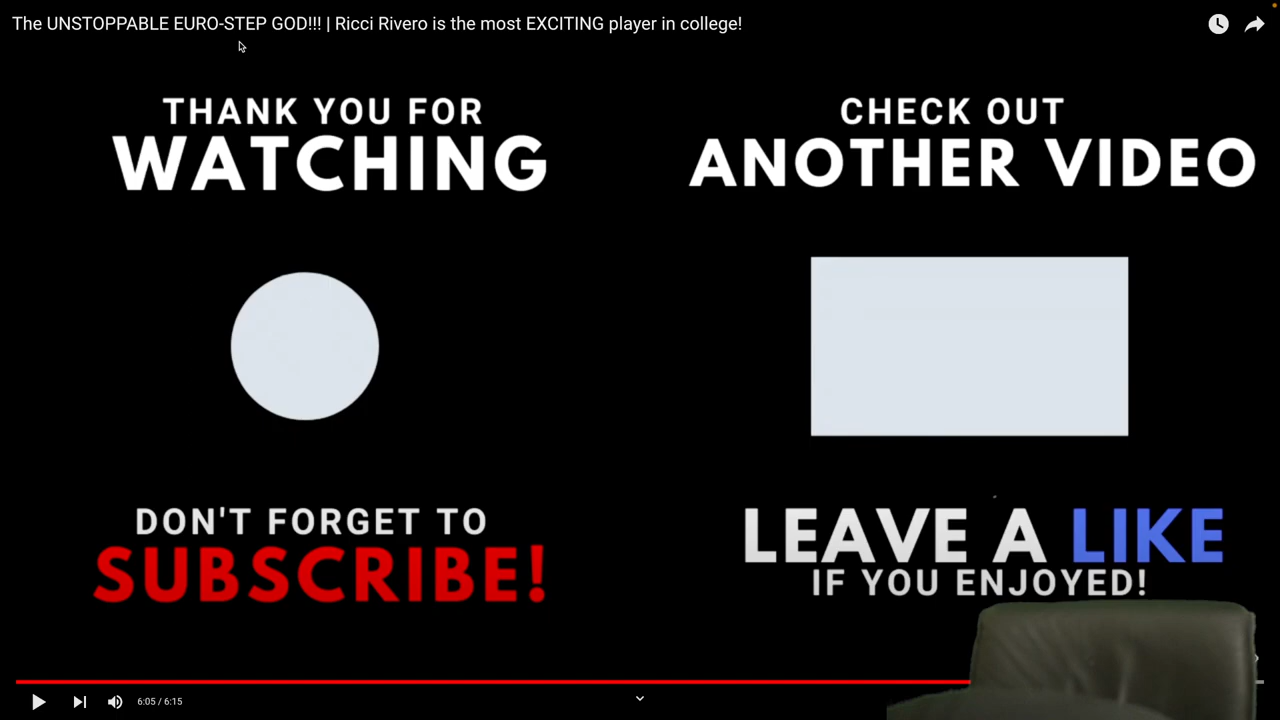 The UNSTOPPABLE EURO-STEP GOD!!! | Ricci Rivero is the most EXCITING player in college!
THANK YOU FOR
WATCHING
CHECK OUT
ANOTHER VIDEO
DON'T FORGET TO
SUBSCRIBE!
LEAVE A LIKE
IF YOU ENJOYED!
6:05 / 6:15